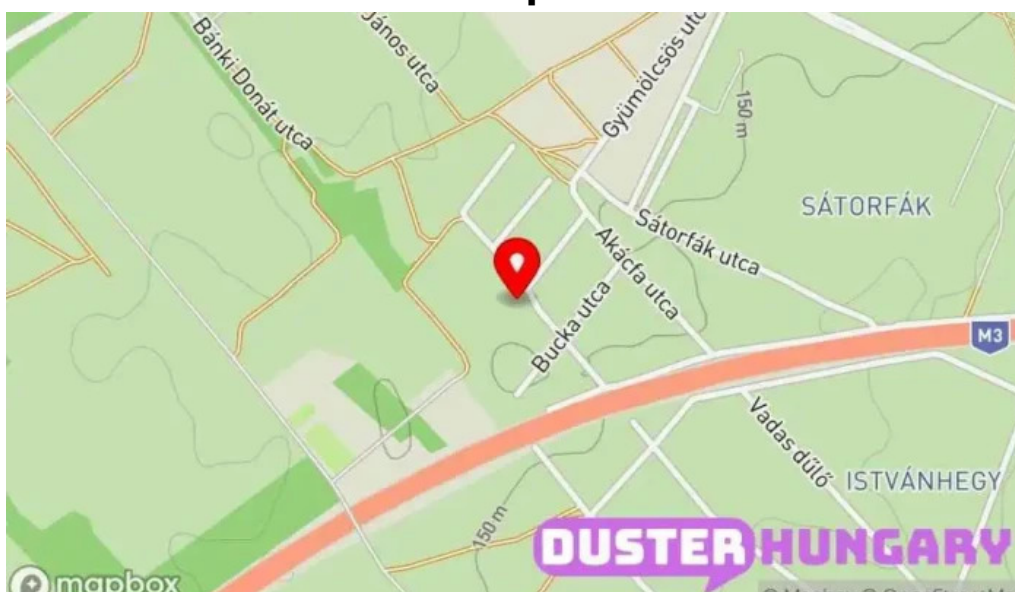 Bánki Donát utca
János utca
Gyümölcsös utc
150 m
SÁTORFÁK
Sátorfák utca
Akácfa utca
Bucka utca
M3
Vadas dűlő
ISTVÁNHEGY
150 m
DUSTER HUNGARY
mapbox